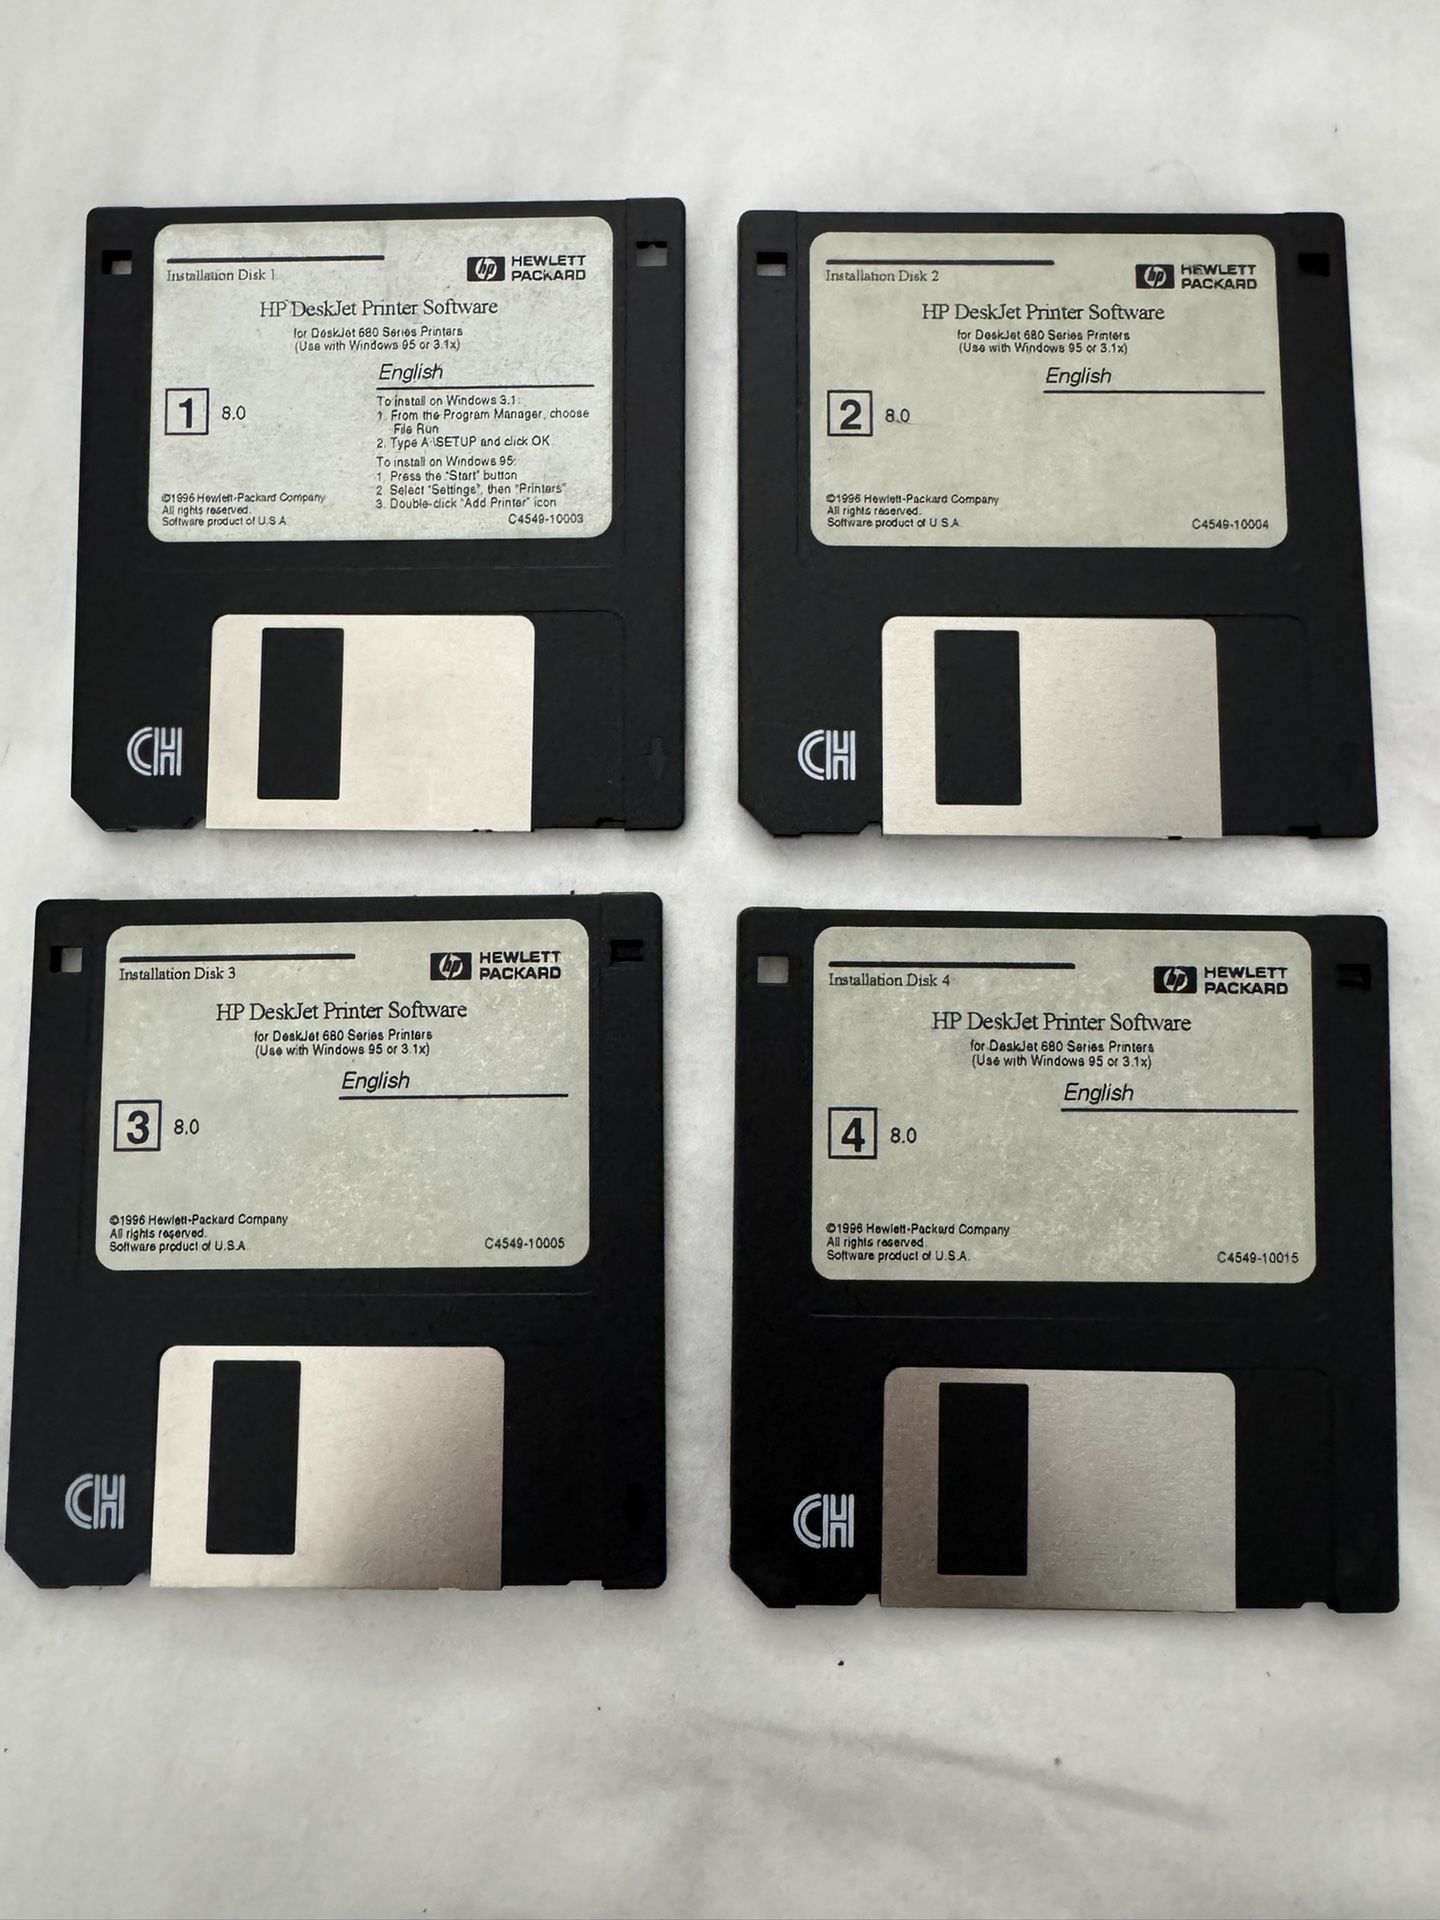 Installation Disk 1
HEWLETT
PACKARD
HP DeskJet Printer Software
for DeskJet 680 Series Printers
(Use with Windows 95 or 3.1x)
English
1 8.0
To install on Windows 3.1:
1. From the Program Manager, choose
File Run
2. Type A:\SETUP and click OK
To install on Windows 95:
1. Press the "Start" button
2. Select "Settings", then "Printers"
3. Double-click "Add Printer" icon
©1996 Hewlett-Packard Company
All rights reserved.
Software product of U.S.A.
C4549-10003
CH
Installation Disk 2
HEWLETT
PACKARD
HP DeskJet Printer Software
for DeskJet 680 Series Printers
(Use with Windows 95 or 3.1x)
English
2 8.0
©1996 Hewlett-Packard Company
All rights reserved.
Software product of U.S.A.
C4549-10004
CH
Installation Disk 3
HEWLETT
PACKARD
HP DeskJet Printer Software
for DeskJet 680 Series Printers
(Use with Windows 95 or 3.1x)
English
3 8.0
©1996 Hewlett-Packard Company
All rights reserved.
Software product of U.S.A.
C4549-10005
CH
Installation Disk 4
HEWLETT
PACKARD
HP DeskJet Printer Software
for DeskJet 680 Series Printers
(Use with Windows 95 or 3.1x)
English
4 8.0
©1996 Hewlett-Packard Company
All rights reserved.
Software product of U.S.A.
C4549-10015
CH